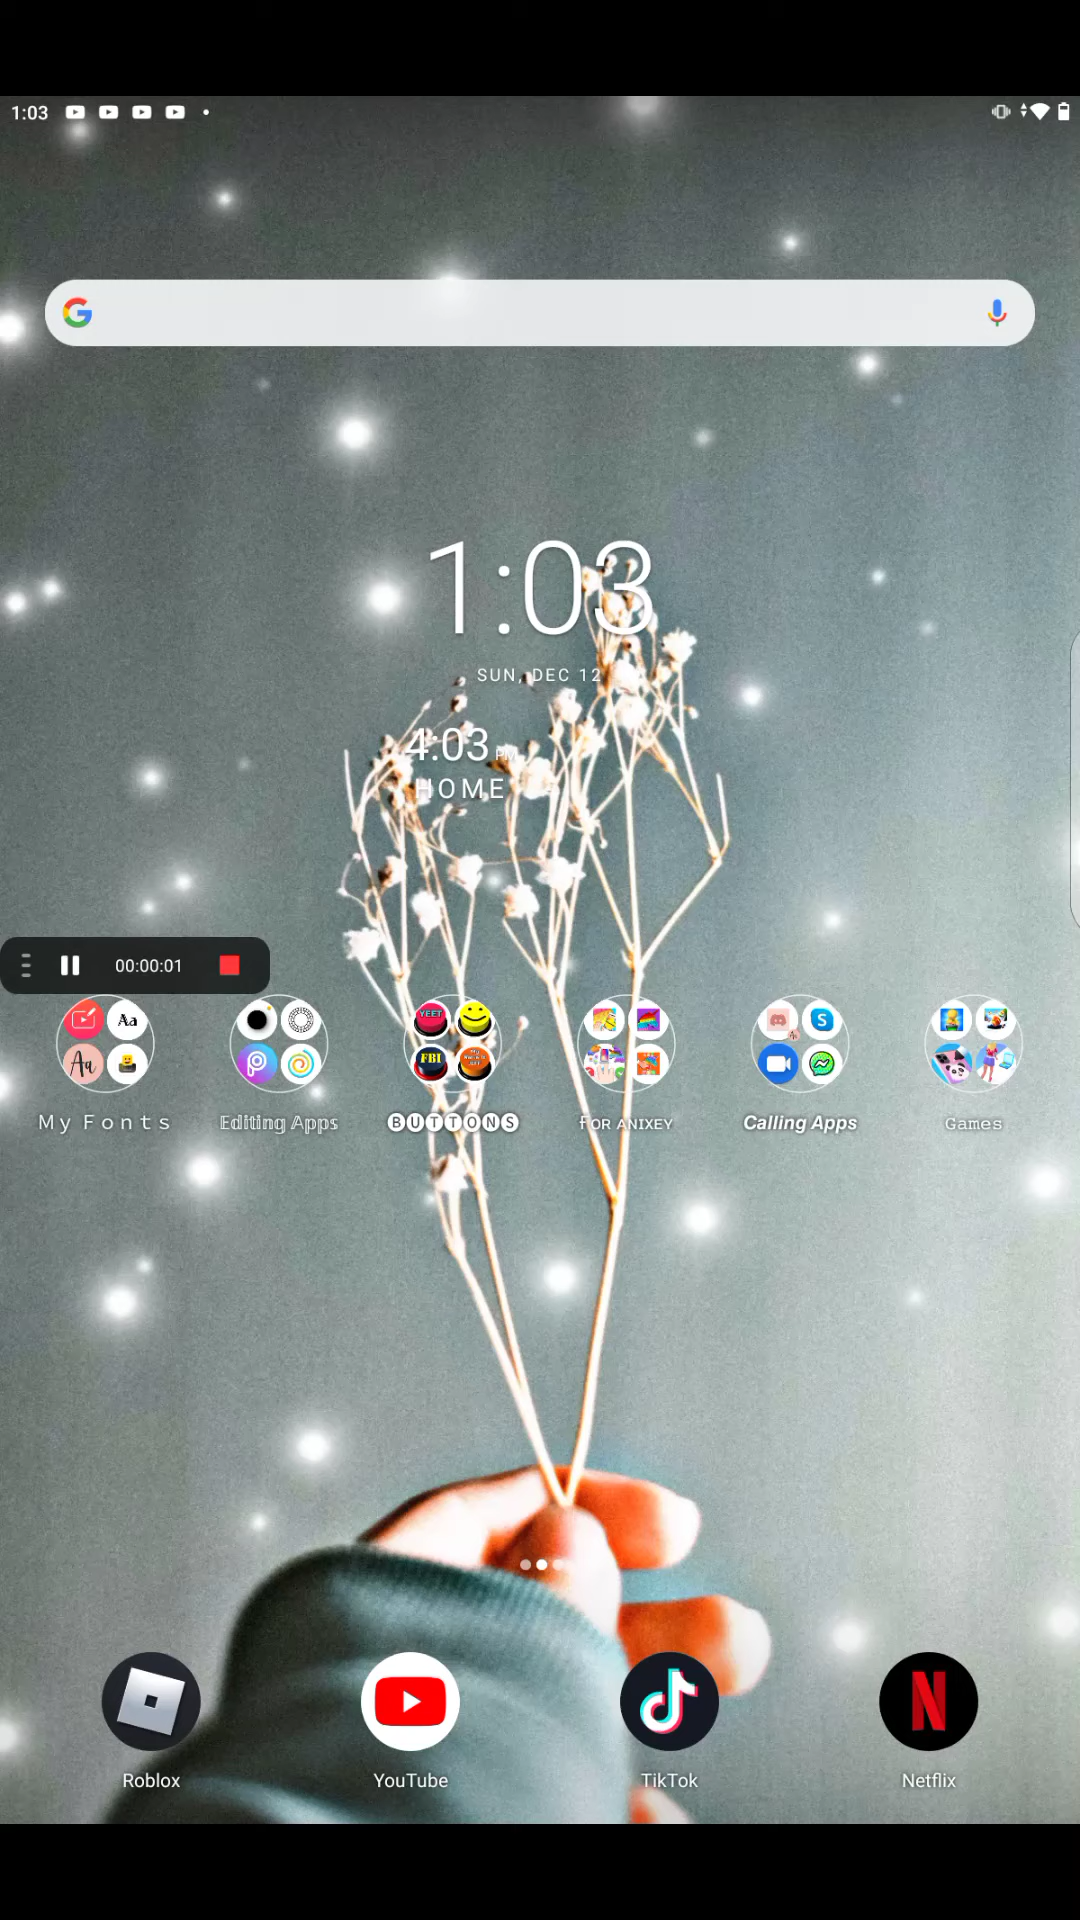 1:03
1:03
SUN, DEC 12
4:03 PM
HOME
00:00:01
Aa
YEET
S
Aa
FBI
My Fonts
Editing Apps
BUTTONS
FOR ANIXEY
Calling Apps
Games
Roblox
YouTube
TikTok
Netflix